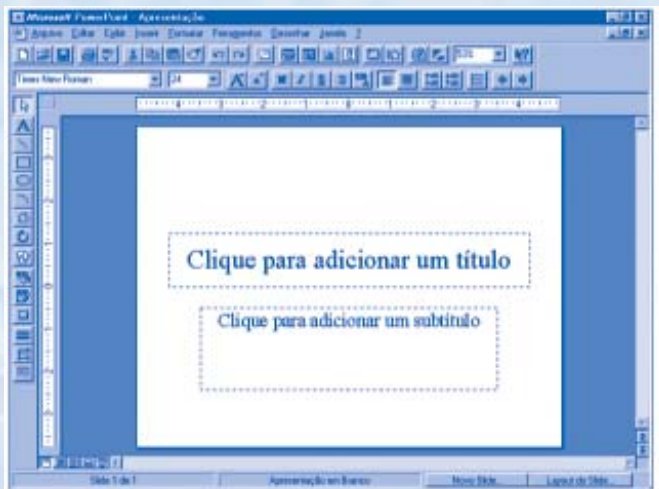 Microsoft PowerPoint - Apresentação
Arquivo Editar Exibir Inserir Formatar Ferramentas Desenhar Janela ?
53%
Times New Roman 24
Clique para adicionar um título
Clique para adicionar um subtítulo
Slide 1 de 1 Apresentação em Branco Novo Slide... Layout do Slide...